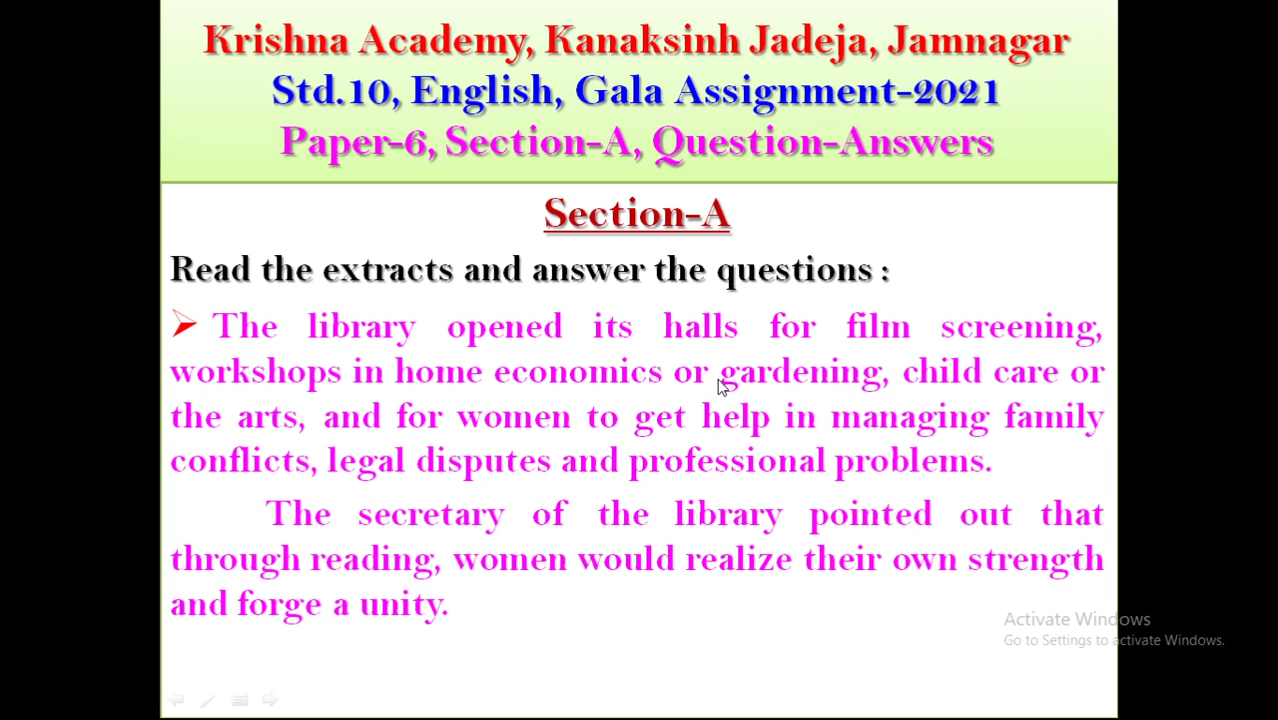 Krishna Academy, Kanaksinh Jadeja, Jamnagar
Std.10, English, Gala Assignment-2021
Paper-6, Section-A, Question-Answers
Section-A
Read the extracts and answer the questions :
The library opened its halls for film screening,
workshops in home economics or gardening, child care or
the arts, and for women to get help in managing family
conflicts, legal disputes and professional problems.
The secretary of the library pointed out that
through reading, women would realize their own strength
and forge a unity.
Activate Windows
Go to Settings to activate Windows.